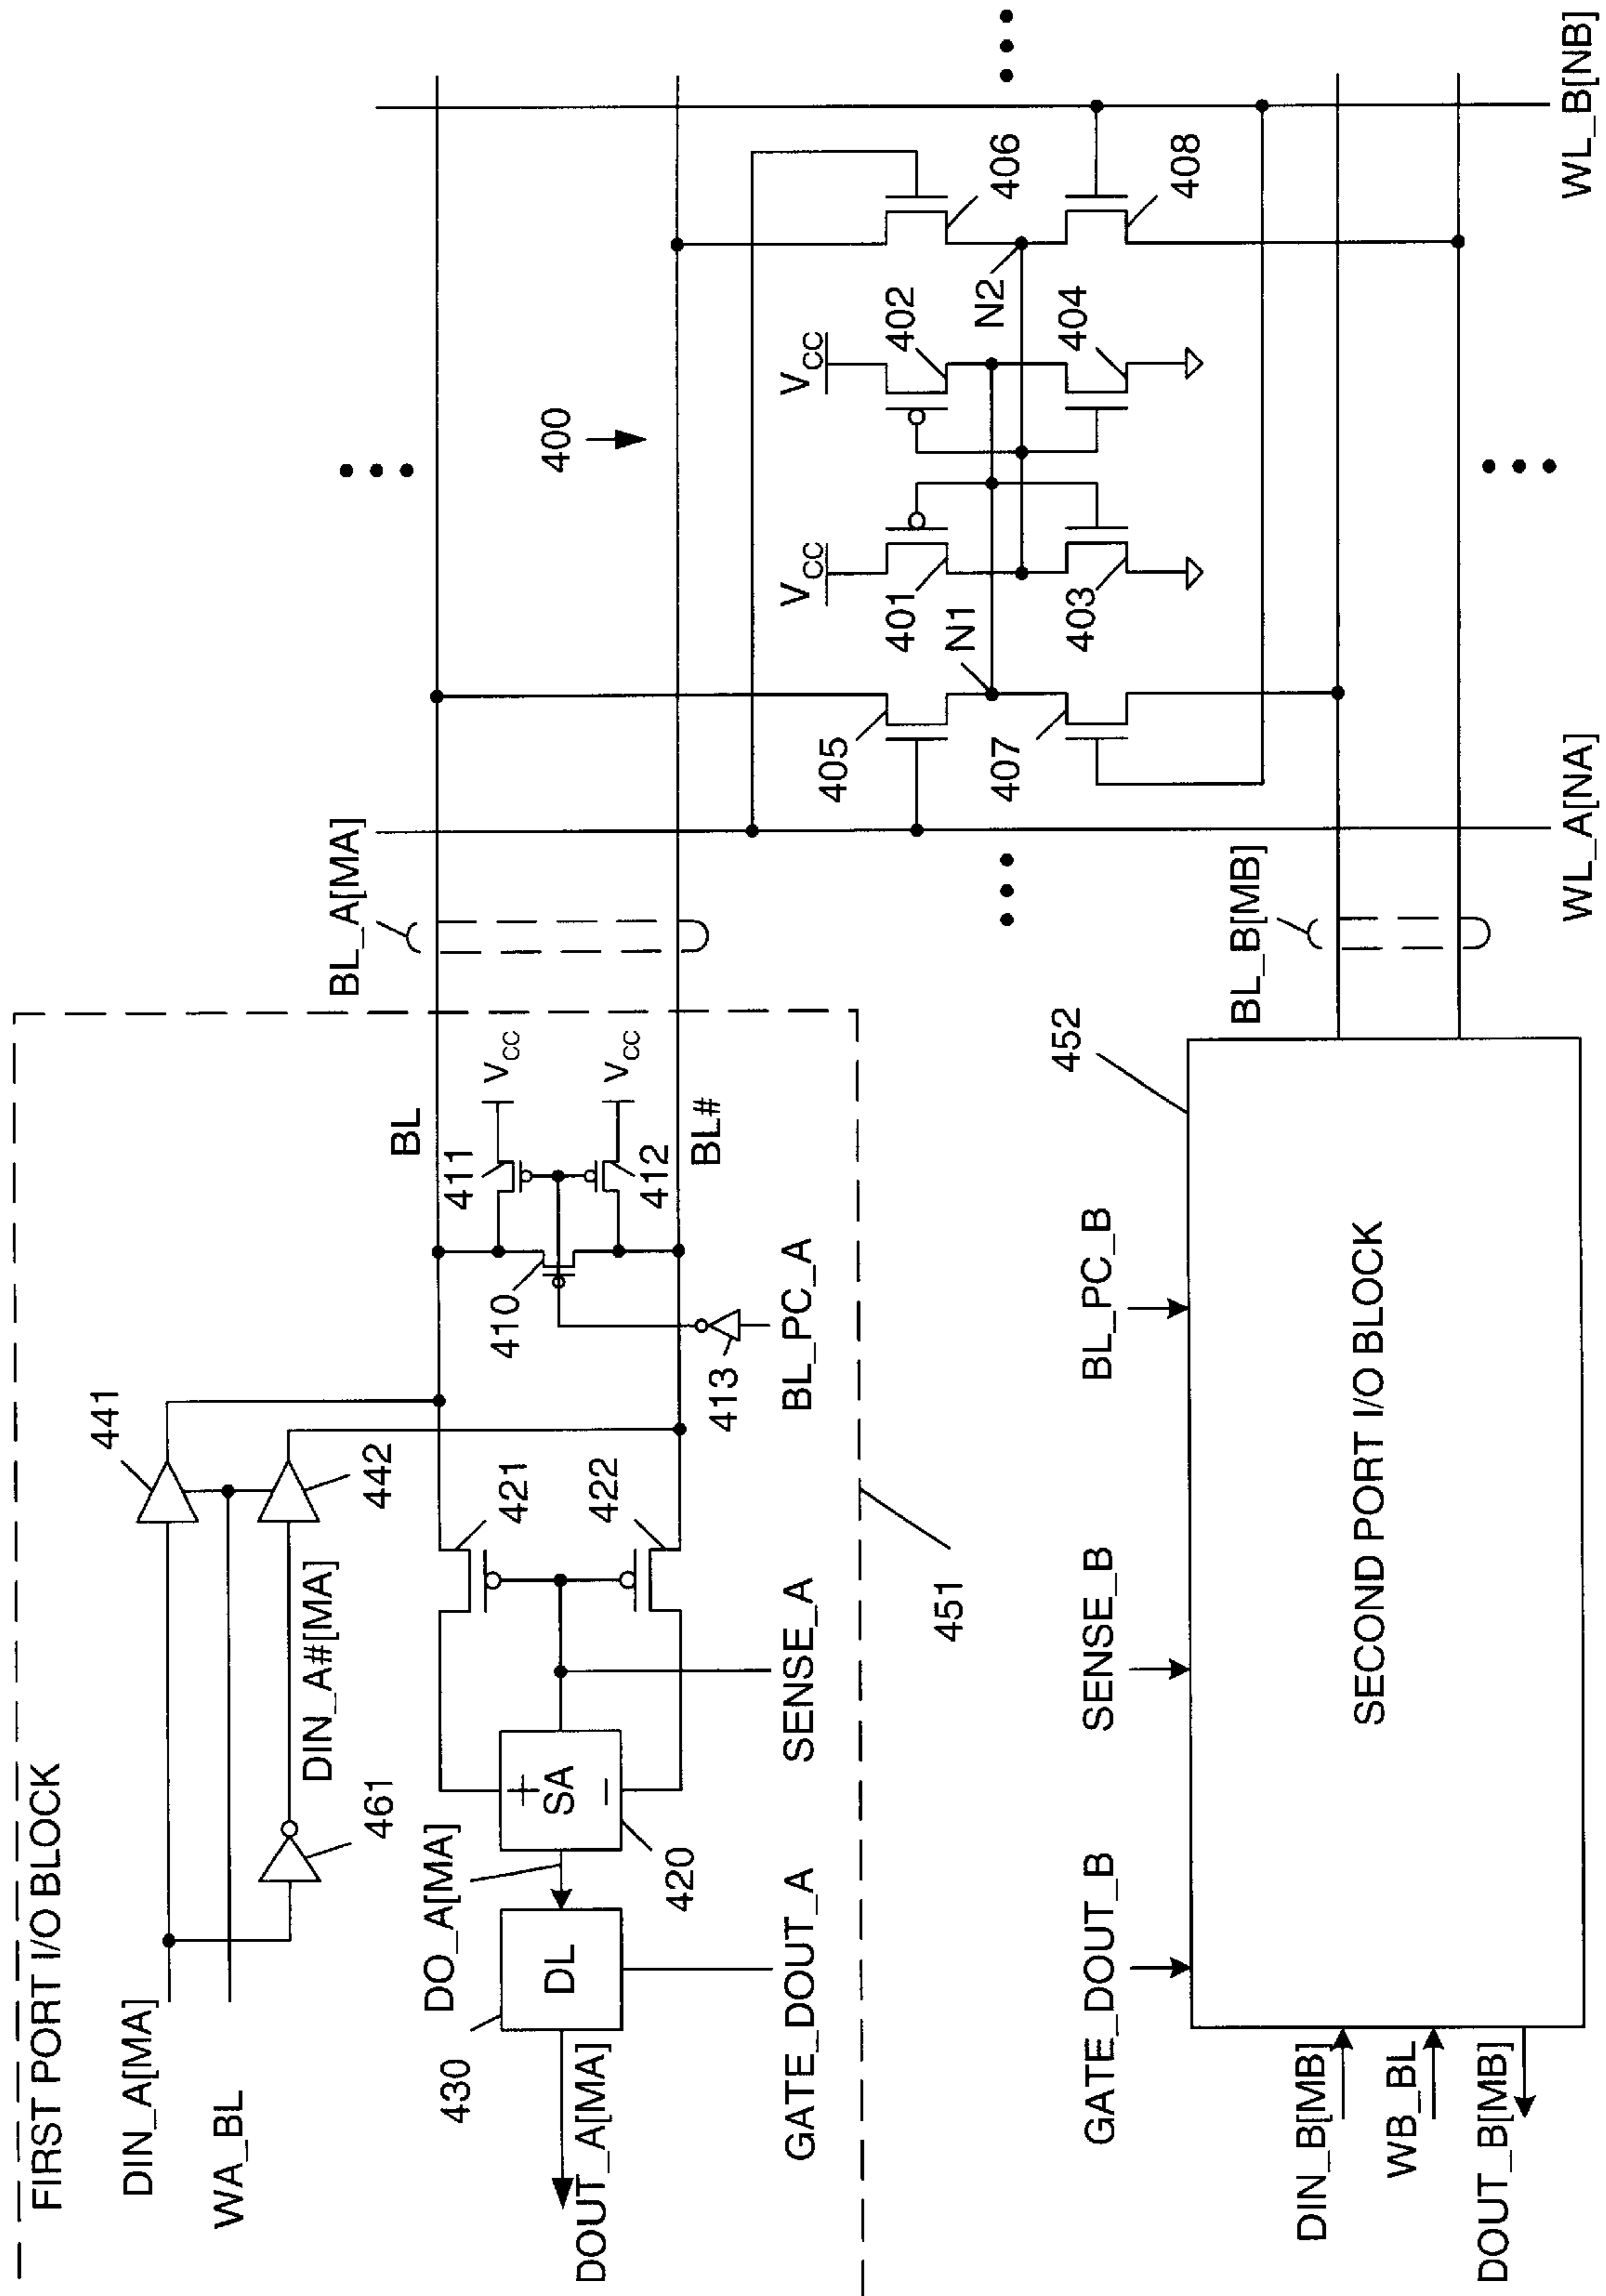 FIRST PORT I/O BLOCK
DIN_A[MA]
WA_BL
461
DIN_A#[MA]
441
442
BL_A[MA]
DOUT_A[MA]
430
DL
DO_A[MA]
+
SA
–
420
421
422
410
411
412
413
BL
BL#
VCC
VCC
GATE_DOUT_A
SENSE_A
BL_PC_A
451
400
VCC
VCC
401
402
403
404
405
406
407
408
N1
N2
GATE_DOUT_B
SENSE_B
BL_PC_B
452
BL_B[MB]
DIN_B[MB]
WB_BL
DOUT_B[MB]
SECOND PORT I/O BLOCK
WL_A[NA]
WL_B[NB]